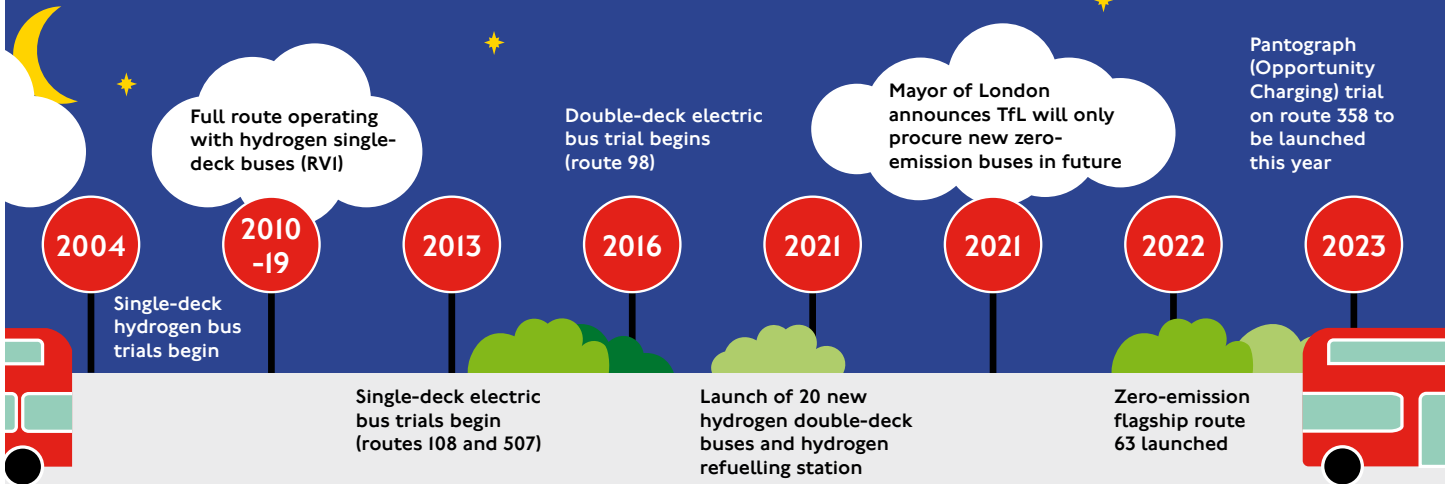 2004
Single-deck
hydrogen bus
trials begin
Full route operating
with hydrogen single-
deck buses (RV1)
2010
-19
2013
Single-deck electric
bus trials begin
(routes 108 and 507)
Double-deck electric
bus trial begins
(route 98)
2016
2021
Launch of 20 new
hydrogen double-deck
buses and hydrogen
refuelling station
Mayor of London
announces TfL will only
procure new zero-
emission buses in future
2021
2022
Zero-emission
flagship route
63 launched
Pantograph
(Opportunity
Charging) trial
on route 358 to
be launched
this year
2023